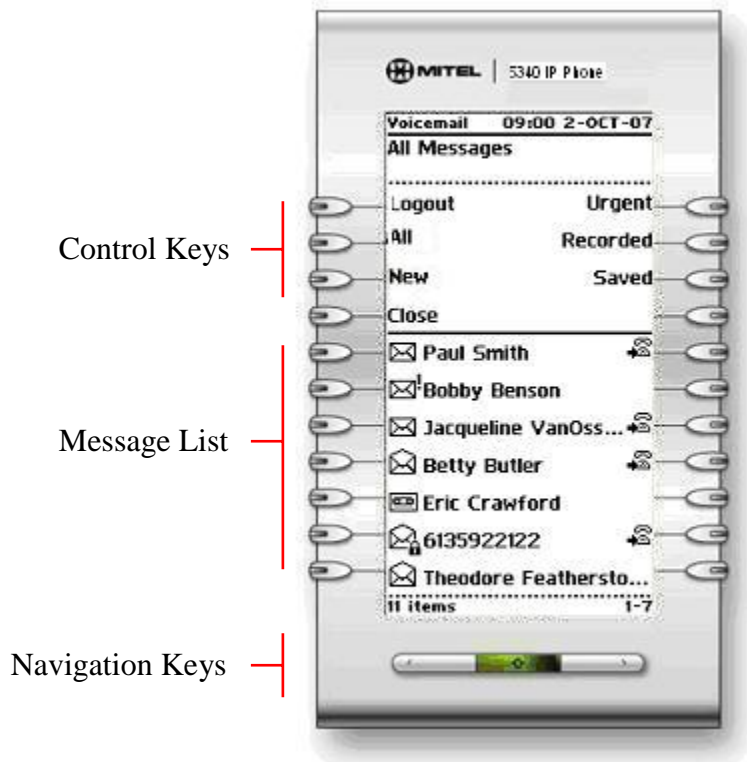 MITEL | 5340 IP Phone
Voicemail 09:00 2-OCT-07
All Messages
Logout Urgent
Control Keys
All Recorded
New Saved
Close
Paul Smith
! Bobby Benson
Message List
Jacqueline VanOss...
Betty Butler
Eric Crawford
6135922122
Theodore Feathersto...
11 items 1-7
Navigation Keys